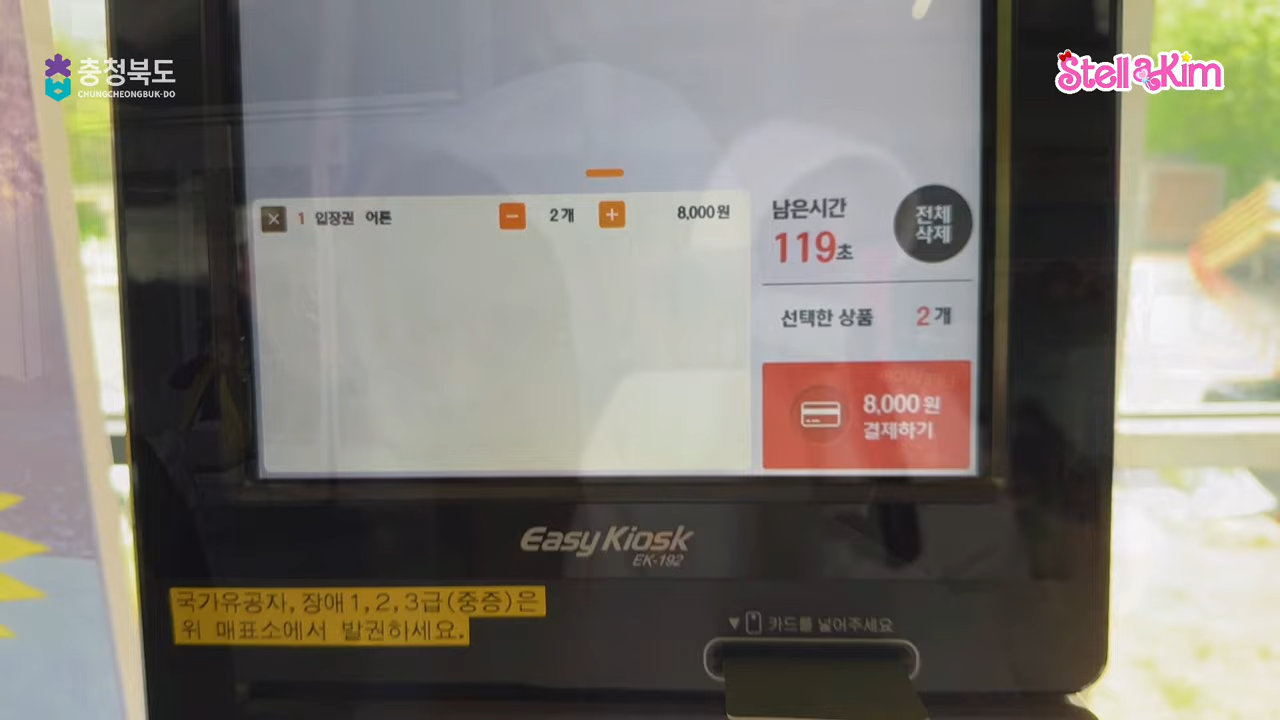 충청북도
CHUNGCHEONGBUK-DO
Stella Kim
1 입장권 어른 2개 8,000원
남은시간
119초
전체
삭제
선택한 상품 2개
8,000원
결제하기
Easy Kiosk
EK-192
국가유공자, 장애1,2,3급(중증)은
위 매표소에서 발권하세요.
▼ 카드를 넣어주세요